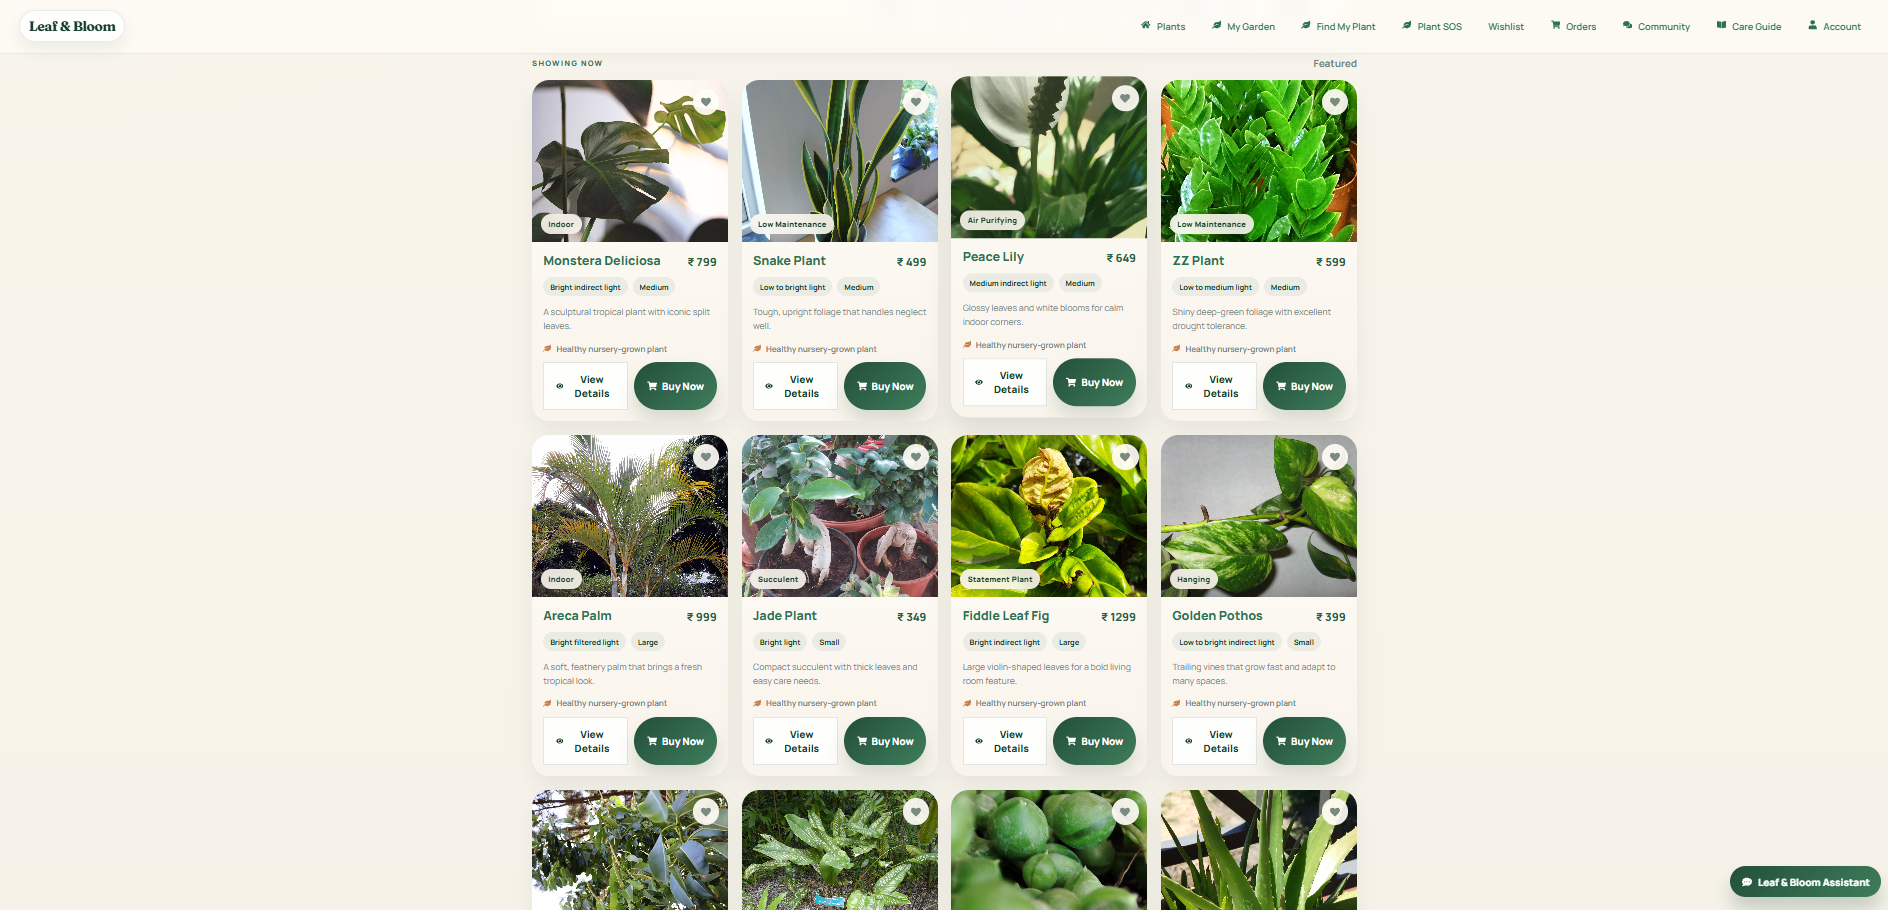 Leaf & Bloom
Plants
My Garden
Find My Plant
Plant SOS
Wishlist
Orders
Community
Care Guide
Account
SHOWING NOW
Featured
Indoor
Monstera Deliciosa
₹ 799
Bright indirect light
Medium
A sculptural tropical plant with iconic split
leaves.
Healthy nursery-grown plant
View
Details
Buy Now
Low Maintenance
Snake Plant
₹ 499
Low to bright light
Medium
Tough, upright foliage that handles neglect
well.
Healthy nursery-grown plant
View
Details
Buy Now
Air Purifying
Peace Lily
₹ 649
Medium indirect light
Medium
Glossy leaves and white blooms for calm
indoor corners.
Healthy nursery-grown plant
View
Details
Buy Now
Low Maintenance
ZZ Plant
₹ 599
Low to medium light
Medium
Shiny deep-green foliage with excellent
drought tolerance.
Healthy nursery-grown plant
View
Details
Buy Now
Indoor
Areca Palm
₹ 999
Bright filtered light
Large
A soft, feathery palm that brings a fresh
tropical look.
Healthy nursery-grown plant
View
Details
Buy Now
Succulent
Jade Plant
₹ 349
Bright light
Small
Compact succulent with thick leaves and
easy care needs.
Healthy nursery-grown plant
View
Details
Buy Now
Statement Plant
Fiddle Leaf Fig
₹ 1299
Bright indirect light
Large
Large violin-shaped leaves for a bold living
room feature.
Healthy nursery-grown plant
View
Details
Buy Now
Hanging
Golden Pothos
₹ 399
Low to bright indirect light
Small
Trailing vines that grow fast and adapt to
many spaces.
Healthy nursery-grown plant
View
Details
Buy Now
Leaf & Bloom Assistant